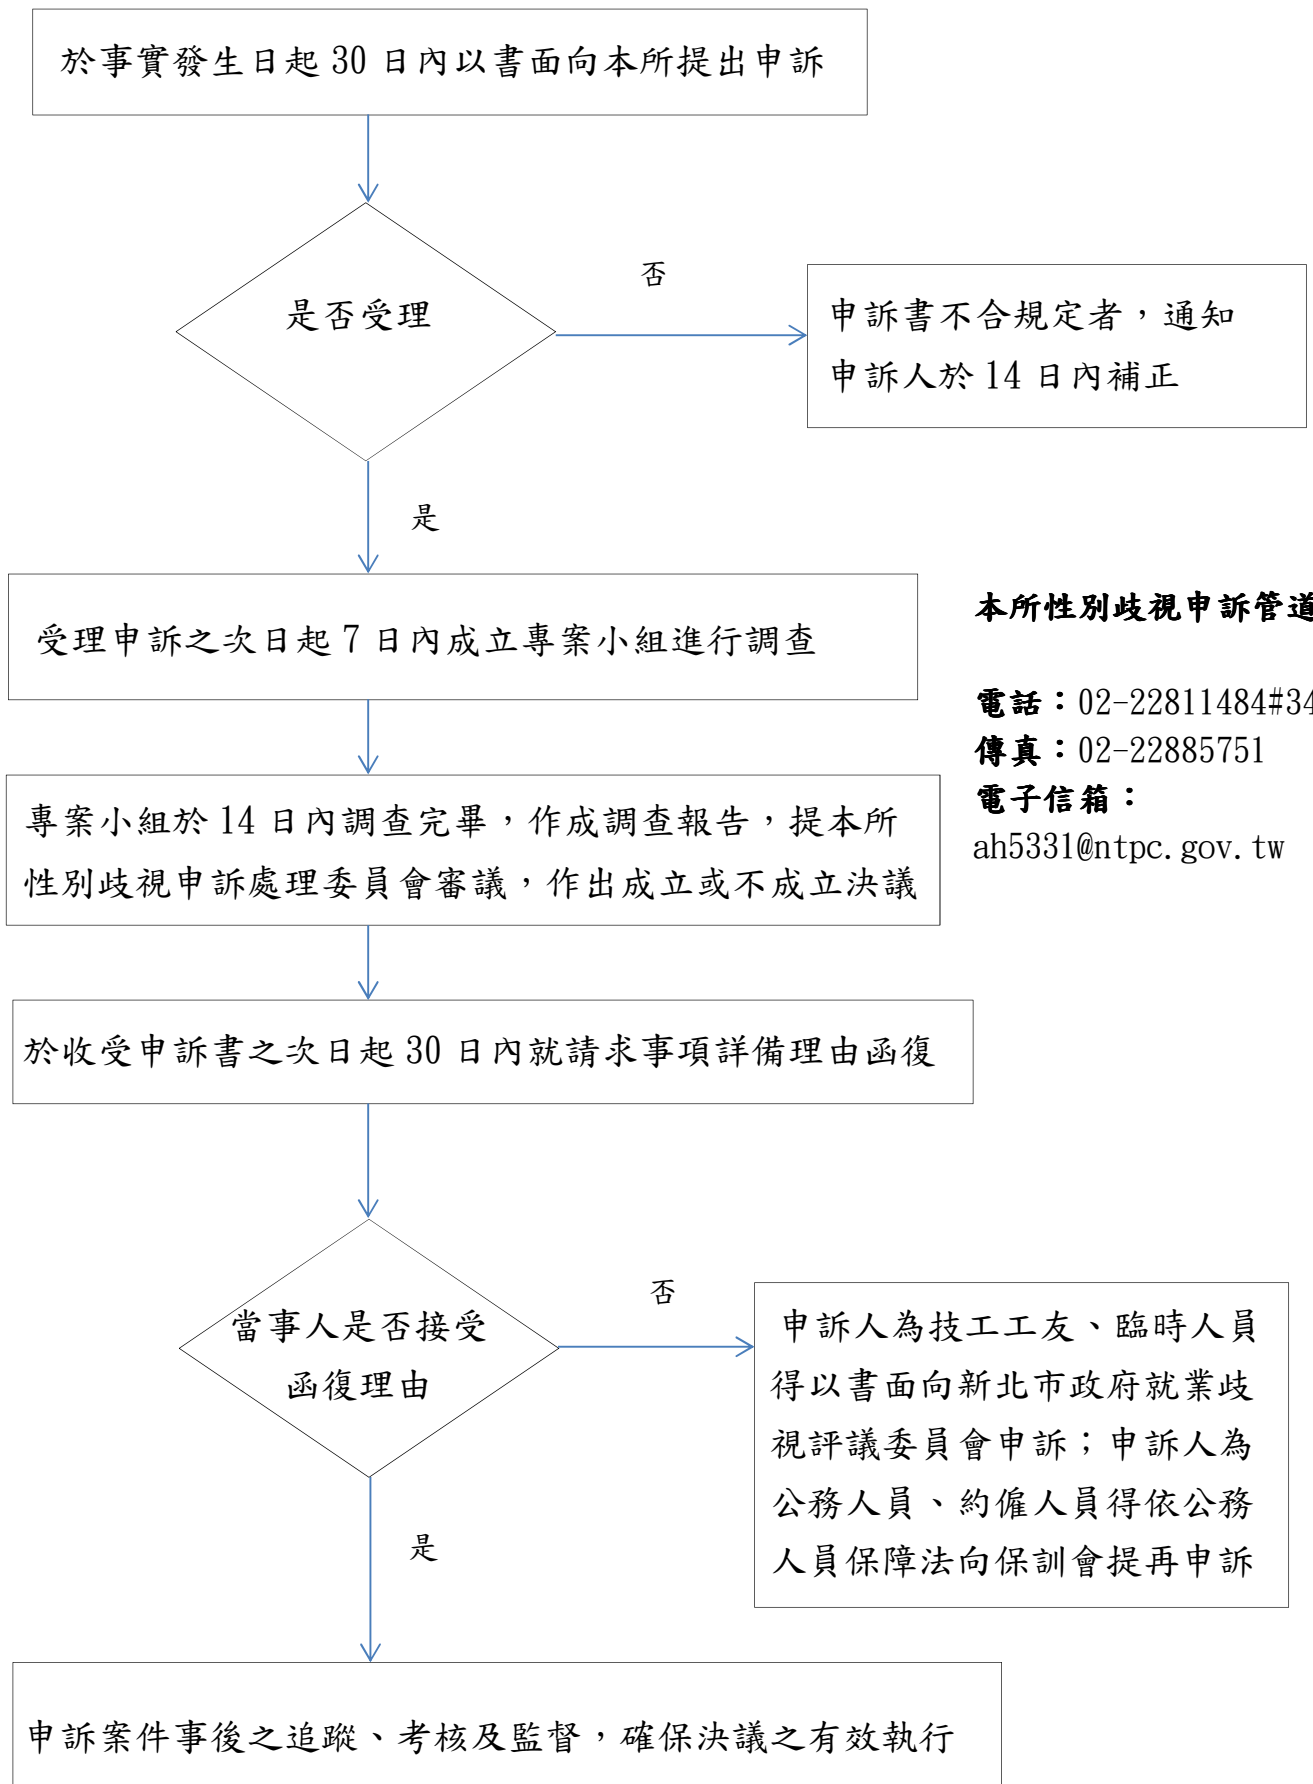 於事實發生日起 30 日內以書面向本所提出申訴
是否受理
否
申訴書不合規定者，通知
申訴人於 14 日內補正
是
受理申訴之次日起 7 日內成立專案小組進行調查
本所性別歧視申訴管道
電話：02-22811484#34
傳真：02-22885751
電子信箱：
ah5331@ntpc.gov.tw
專案小組於 14 日內調查完畢，作成調查報告，提本所
性別歧視申訴處理委員會審議，作出成立或不成立決議
於收受申訴書之次日起 30 日內就請求事項詳備理由函復
當事人是否接受
函復理由
否
申訴人為技工工友、臨時人員
得以書面向新北市政府就業歧
視評議委員會申訴；申訴人為
公務人員、約僱人員得依公務
人員保障法向保訓會提再申訴
是
申訴案件事後之追蹤、考核及監督，確保決議之有效執行